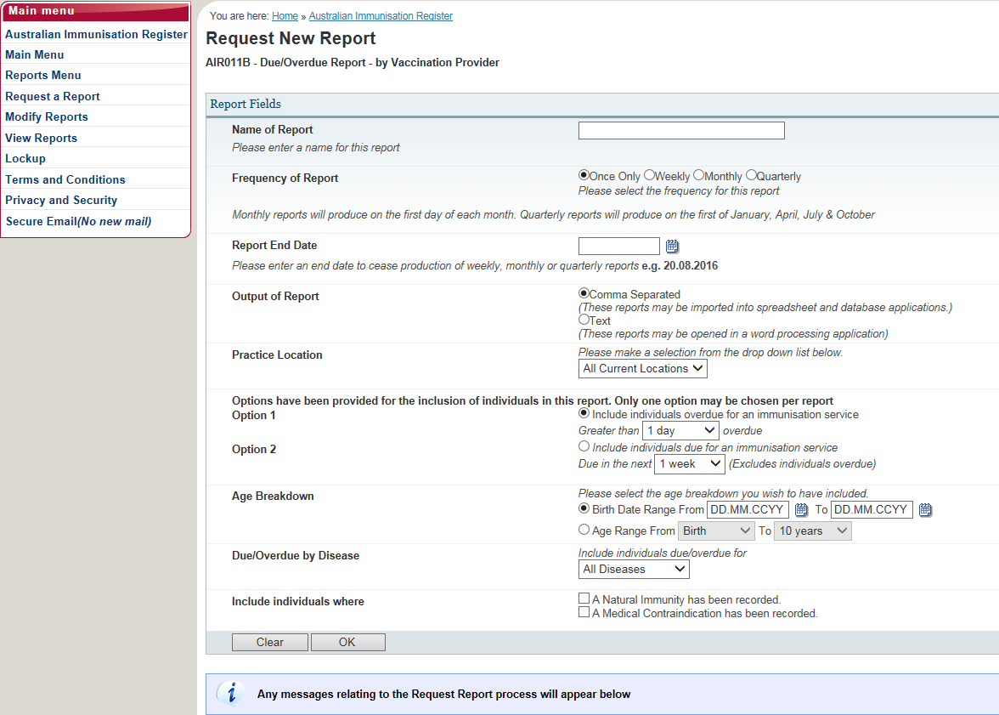 Main menu
Australian Immunisation Register
Main Menu
Reports Menu
Request a Report
Modify Reports
View Reports
Lockup
Terms and Conditions
Privacy and Security
Secure Email(No new mail)
You are here: Home » Australian Immunisation Register
Request New Report
AIR011B - Due/Overdue Report - by Vaccination Provider
Report Fields
Name of Report
Please enter a name for this report
Frequency of Report
Once Only Weekly Monthly Quarterly
Please select the frequency for this report
Monthly reports will produce on the first day of each month. Quarterly reports will produce on the first of January, April, July & October
Report End Date
Please enter an end date to cease production of weekly, monthly or quarterly reports e.g. 20.08.2016
Output of Report
Comma Separated
(These reports may be imported into spreadsheet and database applications.)
Text
(These reports may be opened in a word processing application)
Practice Location
Please make a selection from the drop down list below.
All Current Locations
Options have been provided for the inclusion of individuals in this report. Only one option may be chosen per report
Option 1
Include individuals overdue for an immunisation service
Greater than 1 day overdue
Option 2
Include individuals due for an immunisation service
Due in the next 1 week (Excludes individuals overdue)
Age Breakdown
Please select the age breakdown you wish to have included.
Birth Date Range From DD.MM.CCYY To DD.MM.CCYY
Age Range From Birth To 10 years
Due/Overdue by Disease
Include individuals due/overdue for
All Diseases
Include individuals where
A Natural Immunity has been recorded.
A Medical Contraindication has been recorded.
Clear OK
i Any messages relating to the Request Report process will appear below